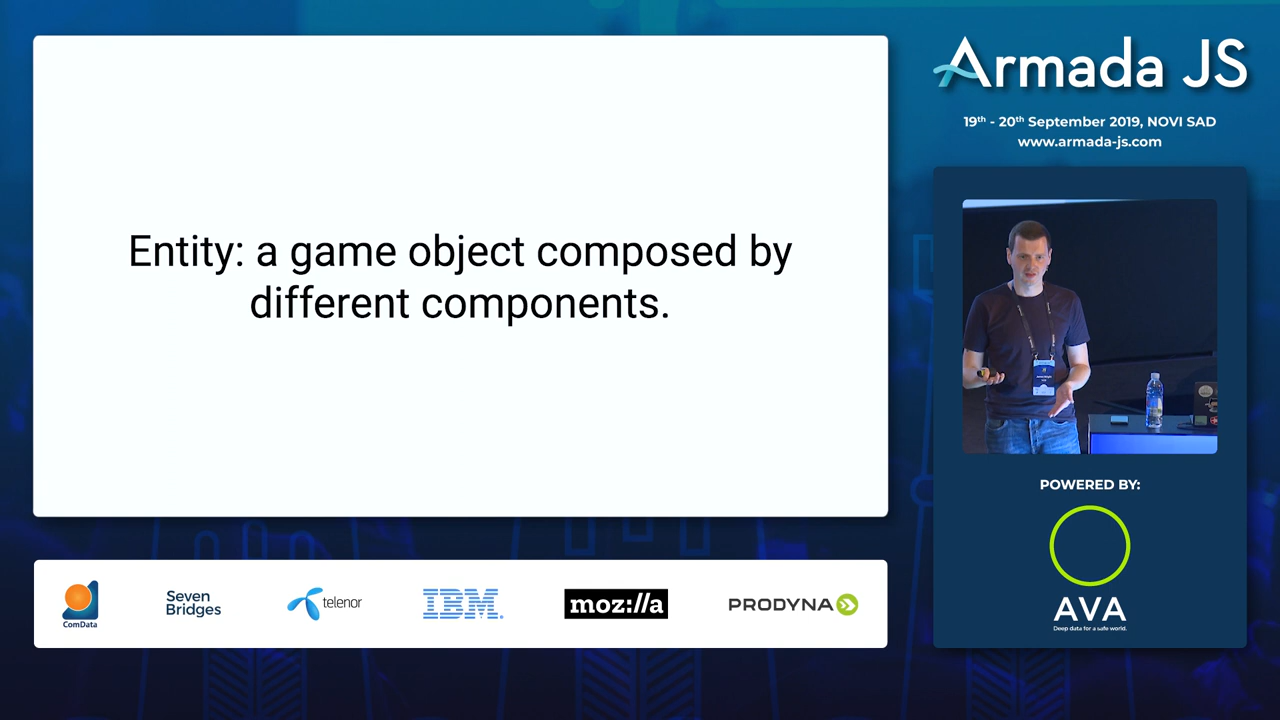 Entity: a game object composed by
different components.
Armada JS
19th - 20th September 2019, NOVI SAD
www.armada-js.com
POWERED BY:
AVA
Deep data for a safe world.
ComData
Seven
Bridges
telenor
IBM
moz://a
PRODYNA